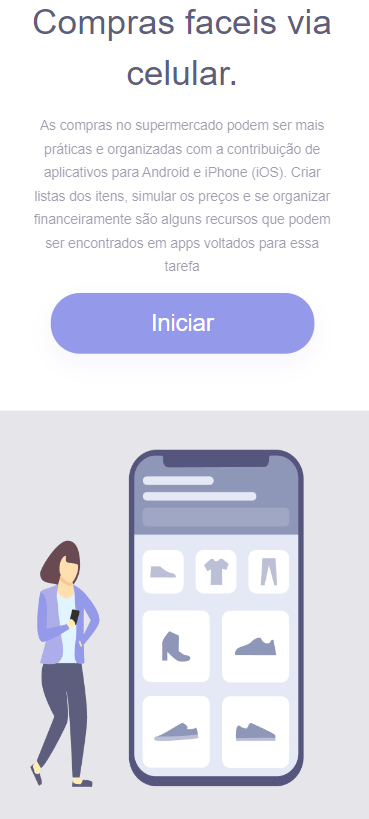 Compras faceis via
celular.
As compras no supermercado podem ser mais
práticas e organizadas com a contribuição de
aplicativos para Android e iPhone (iOS). Criar
listas dos itens, simular os preços e se organizar
financeiramente são alguns recursos que podem
ser encontrados em apps voltados para essa
tarefa
Iniciar